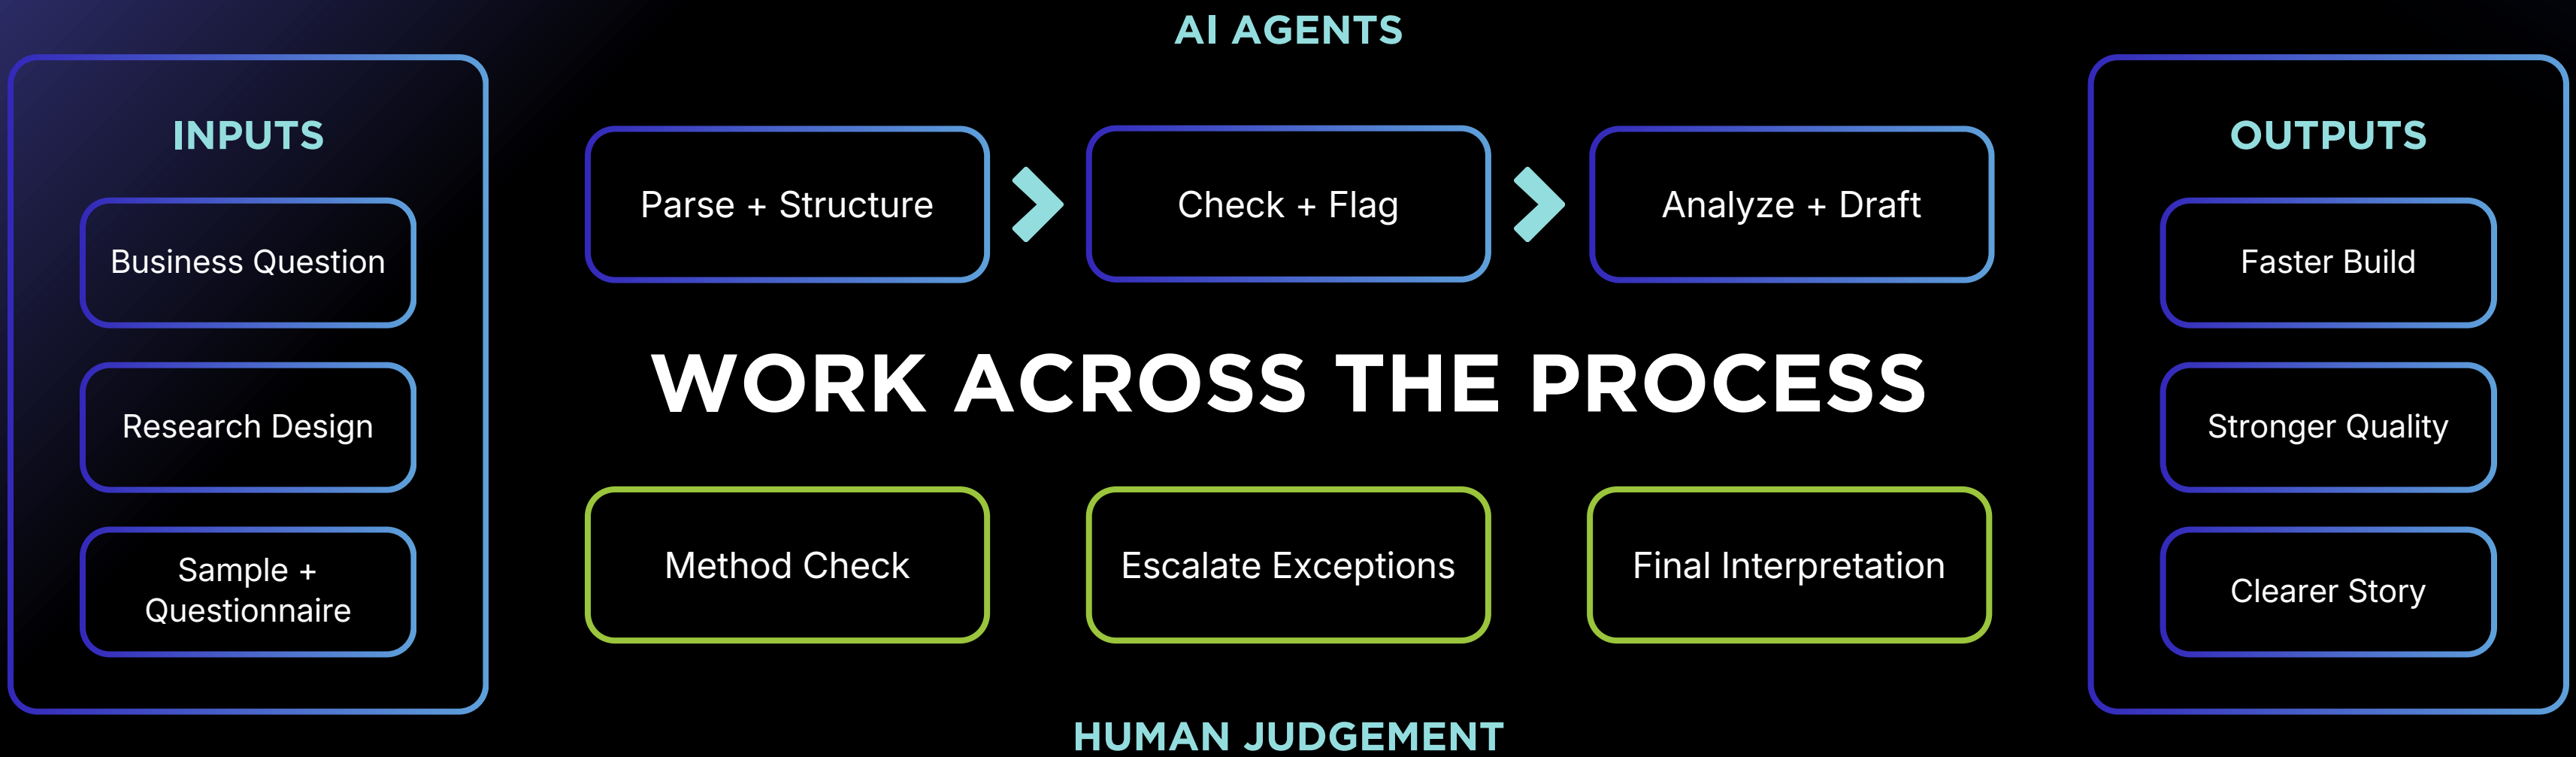 AI AGENTS
INPUTS
Business Question
Research Design
Sample +
Questionnaire
Parse + Structure
Check + Flag
Analyze + Draft
WORK ACROSS THE PROCESS
Method Check
Escalate Exceptions
Final Interpretation
HUMAN JUDGEMENT
OUTPUTS
Faster Build
Stronger Quality
Clearer Story